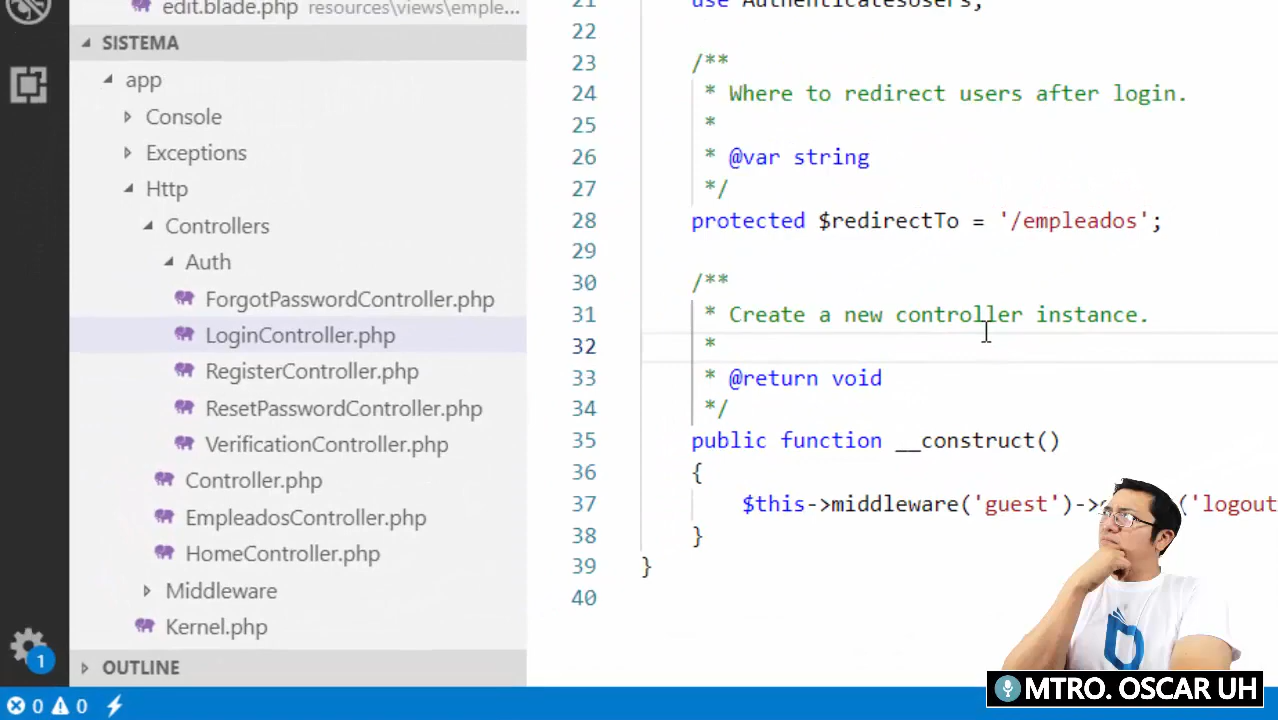 edit.blade.php resources\views\emple...
SISTEMA
app
Console
Exceptions
Http
Controllers
Auth
ForgotPasswordController.php
LoginController.php
RegisterController.php
ResetPasswordController.php
VerificationController.php
Controller.php
EmpleadosController.php
HomeController.php
Middleware
Kernel.php
OUTLINE
1
0 0
21 use AuthenticatesUsers;
22
23 /**
24 * Where to redirect users after login.
25 *
26 * @var string
27 */
28 protected $redirectTo = '/empleados';
29
30 /**
31 * Create a new controller instance.
32 *
33 * @return void
34 */
35 public function __construct()
36 {
37 $this->middleware('guest')-> ('logout
38 }
39 }
40
MTRO. OSCAR UH